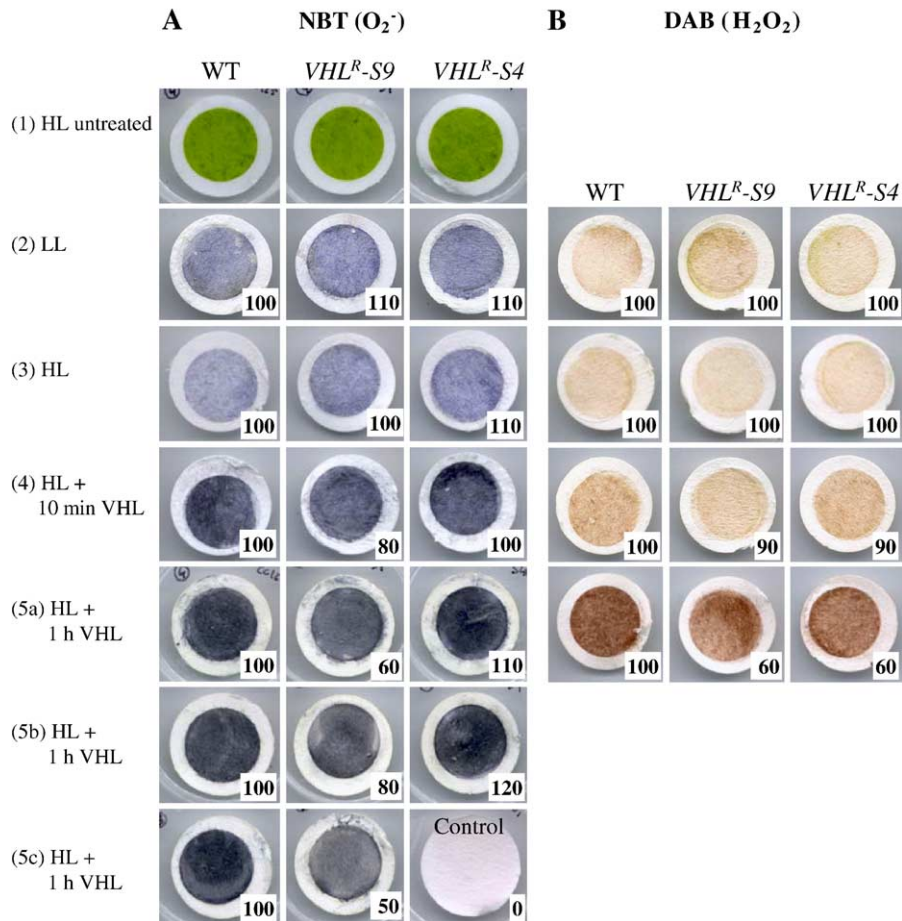 A NBT (O₂⁻) B DAB (H₂O₂)
WT VHLᴿ-S9 VHLᴿ-S4
(1) HL untreated
WT VHLᴿ-S9 VHLᴿ-S4
(2) LL 100 110 110 100 100 100
(3) HL 100 100 110 100 100 100
(4) HL +
10 min VHL 100 80 100 100 90 90
(5a) HL +
1 h VHL 100 60 110 100 60 60
(5b) HL +
1 h VHL 100 80 120
(5c) HL +
1 h VHL 100 50 Control 0